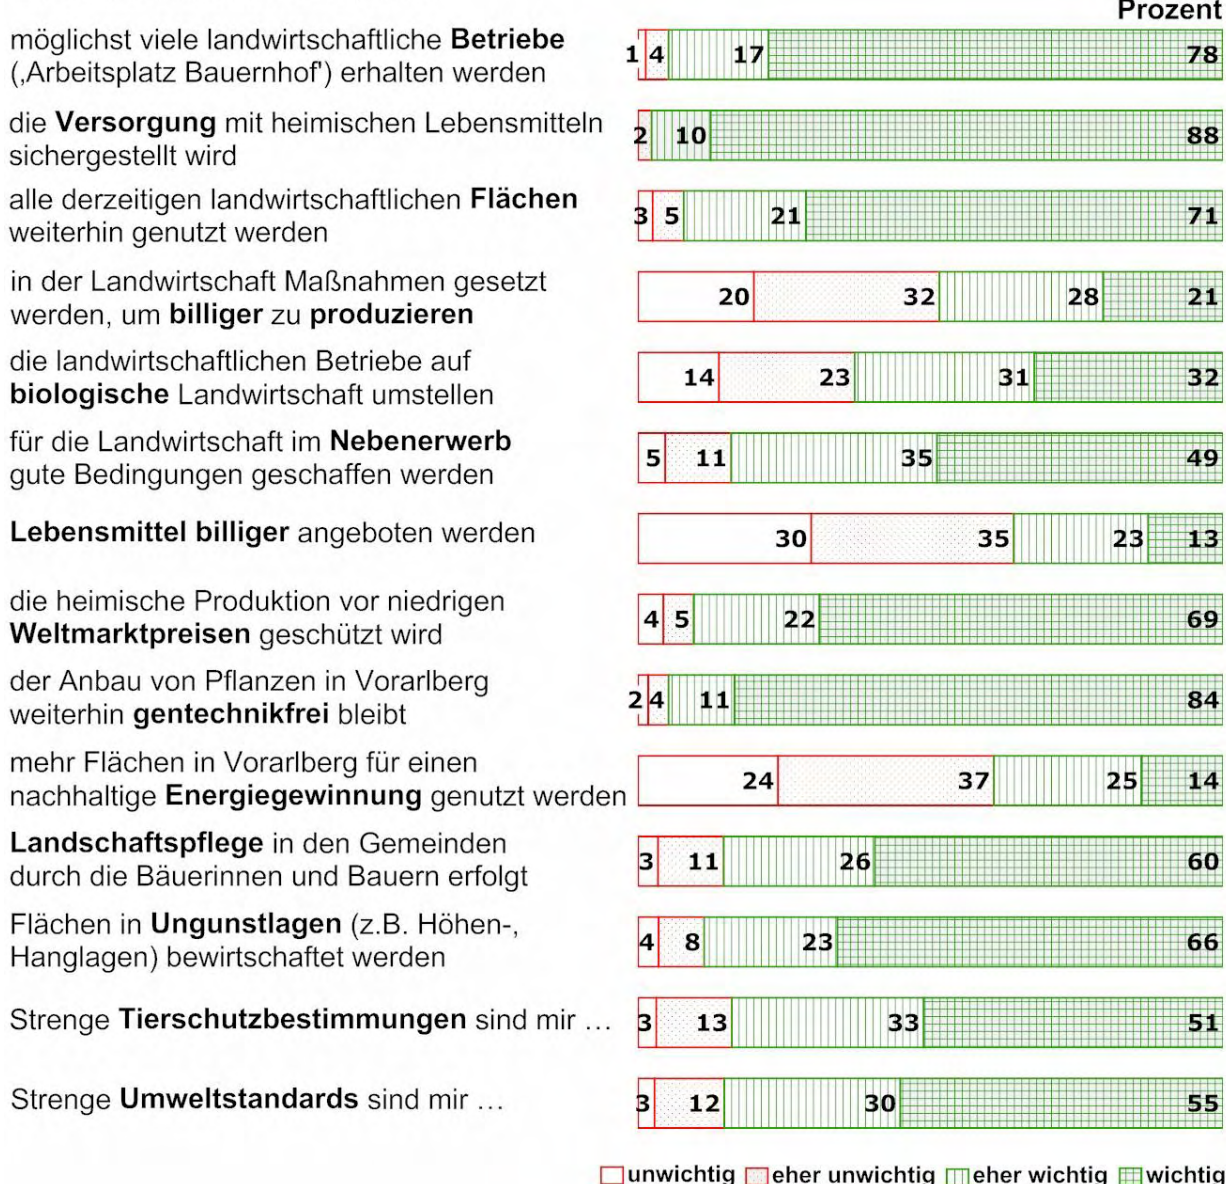 Prozent
möglichst viele landwirtschaftliche Betriebe
(‚Arbeitsplatz Bauernhof') erhalten werden
1 4 17 78
die Versorgung mit heimischen Lebensmitteln
sichergestellt wird
2 10 88
alle derzeitigen landwirtschaftlichen Flächen
weiterhin genutzt werden
3 5 21 71
in der Landwirtschaft Maßnahmen gesetzt
werden, um billiger zu produzieren
20 32 28 21
die landwirtschaftlichen Betriebe auf
biologische Landwirtschaft umstellen
14 23 31 32
für die Landwirtschaft im Nebenerwerb
gute Bedingungen geschaffen werden
5 11 35 49
Lebensmittel billiger angeboten werden
30 35 23 13
die heimische Produktion vor niedrigen
Weltmarktpreisen geschützt wird
4 5 22 69
der Anbau von Pflanzen in Vorarlberg
weiterhin gentechnikfrei bleibt
2 4 11 84
mehr Flächen in Vorarlberg für einen
nachhaltige Energiegewinnung genutzt werden
24 37 25 14
Landschaftspflege in den Gemeinden
durch die Bäuerinnen und Bauern erfolgt
3 11 26 60
Flächen in Ungunstlagen (z.B. Höhen-,
Hanglagen) bewirtschaftet werden
4 8 23 66
Strenge Tierschutzbestimmungen sind mir …
3 13 33 51
Strenge Umweltstandards sind mir …
3 12 30 55
unwichtig eher unwichtig eher wichtig wichtig